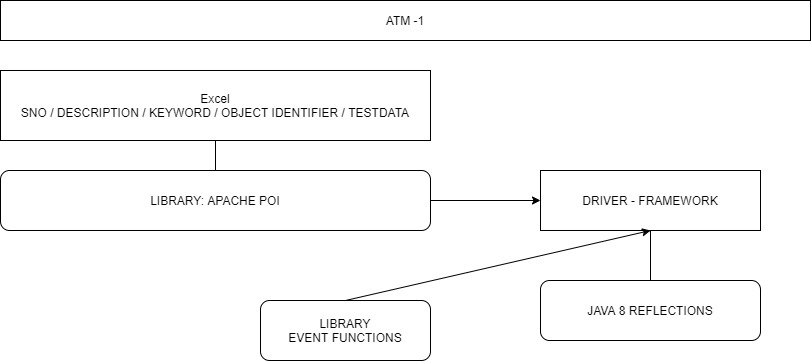 ATM -1
Excel
SNO / DESCRIPTION / KEYWORD / OBJECT IDENTIFIER / TESTDATA
LIBRARY: APACHE POI
DRIVER - FRAMEWORK
LIBRARY
EVENT FUNCTIONS
JAVA 8 REFLECTIONS